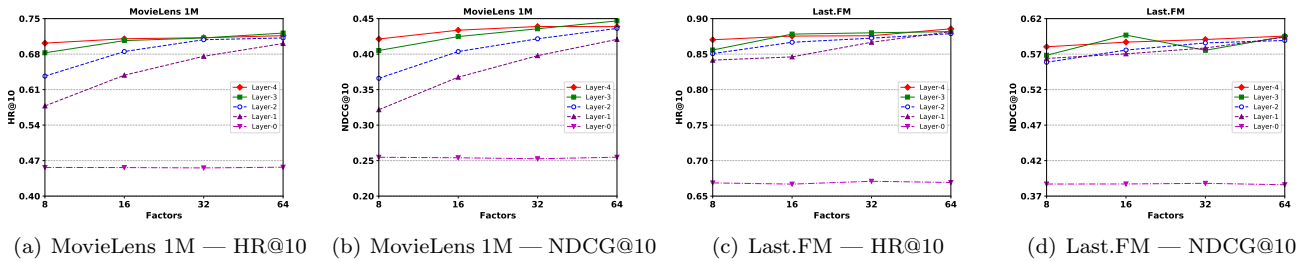 MovieLens 1M
HR@10
0.75
0.68
0.61
0.54
0.47
0.40
8
16
32
64
Factors
Layer-4
Layer-3
Layer-2
Layer-1
Layer-0
(a) MovieLens 1M — HR@10
MovieLens 1M
NDCG@10
0.45
0.40
0.35
0.30
0.25
0.20
8
16
32
64
Factors
Layer-4
Layer-3
Layer-2
Layer-1
Layer-0
(b) MovieLens 1M — NDCG@10
Last.FM
HR@10
0.90
0.85
0.80
0.75
0.70
0.65
8
16
32
64
Factors
Layer-4
Layer-3
Layer-2
Layer-1
Layer-0
(c) Last.FM — HR@10
Last.FM
NDCG@10
0.62
0.57
0.52
0.47
0.42
0.37
8
16
32
64
Factors
Layer-4
Layer-3
Layer-2
Layer-1
Layer-0
(d) Last.FM — NDCG@10